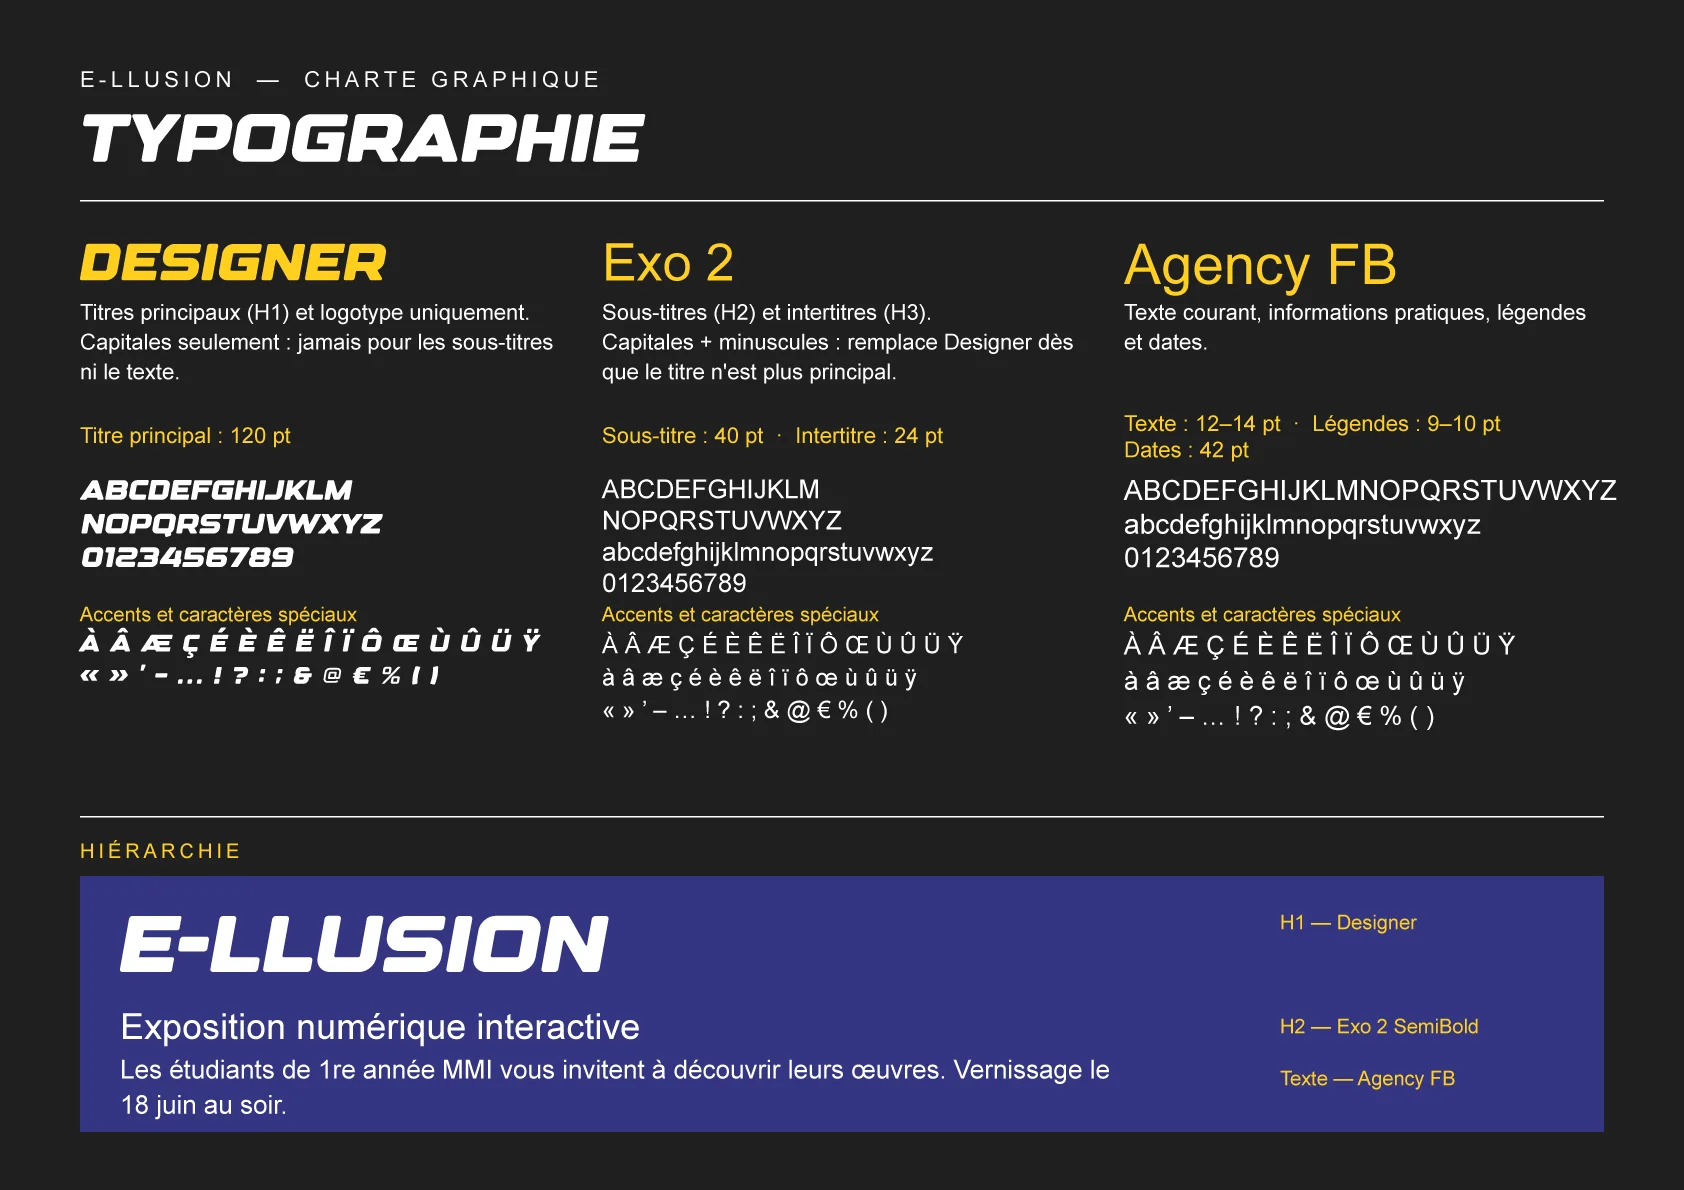 E-LLUSION — CHARTE GRAPHIQUE
TYPOGRAPHIE
DESIGNER
Titres principaux (H1) et logotype uniquement.
Capitales seulement : jamais pour les sous-titres
ni le texte.
Titre principal : 120 pt
ABCDEFGHIJKLM
NOPQRSTUVWXYZ
0123456789
Accents et caractères spéciaux
À Â Æ Ç É È Ê Ë Î Ï Ô Œ Ù Û Ü Ÿ
« » ’ – … ! ? : ; & @ € % ( )
Exo 2
Sous-titres (H2) et intertitres (H3).
Capitales + minuscules : remplace Designer dès
que le titre n'est plus principal.
Sous-titre : 40 pt · Intertitre : 24 pt
ABCDEFGHIJKLM
NOPQRSTUVWXYZ
abcdefghijklmnopqrstuvwxyz
0123456789
Accents et caractères spéciaux
À Â Æ Ç É È Ê Ë Î Ï Ô Œ Ù Û Ü Ÿ
à â æ ç é è ê ë î ï ô œ ù û ü ÿ
« » ’ – … ! ? : ; & @ € % ( )
Agency FB
Texte courant, informations pratiques, légendes
et dates.
Texte : 12–14 pt · Légendes : 9–10 pt
Dates : 42 pt
ABCDEFGHIJKLMNOPQRSTUVWXYZ
abcdefghijklmnopqrstuvwxyz
0123456789
Accents et caractères spéciaux
À Â Æ Ç É È Ê Ë Î Ï Ô Œ Ù Û Ü Ÿ
à â æ ç é è ê ë î ï ô œ ù û ü ÿ
« » ’ – … ! ? : ; & @ € % ( )
HIÉRARCHIE
E-LLUSION
H1 — Designer
Exposition numérique interactive
H2 — Exo 2 SemiBold
Les étudiants de 1re année MMI vous invitent à découvrir leurs œuvres. Vernissage le
18 juin au soir.
Texte — Agency FB